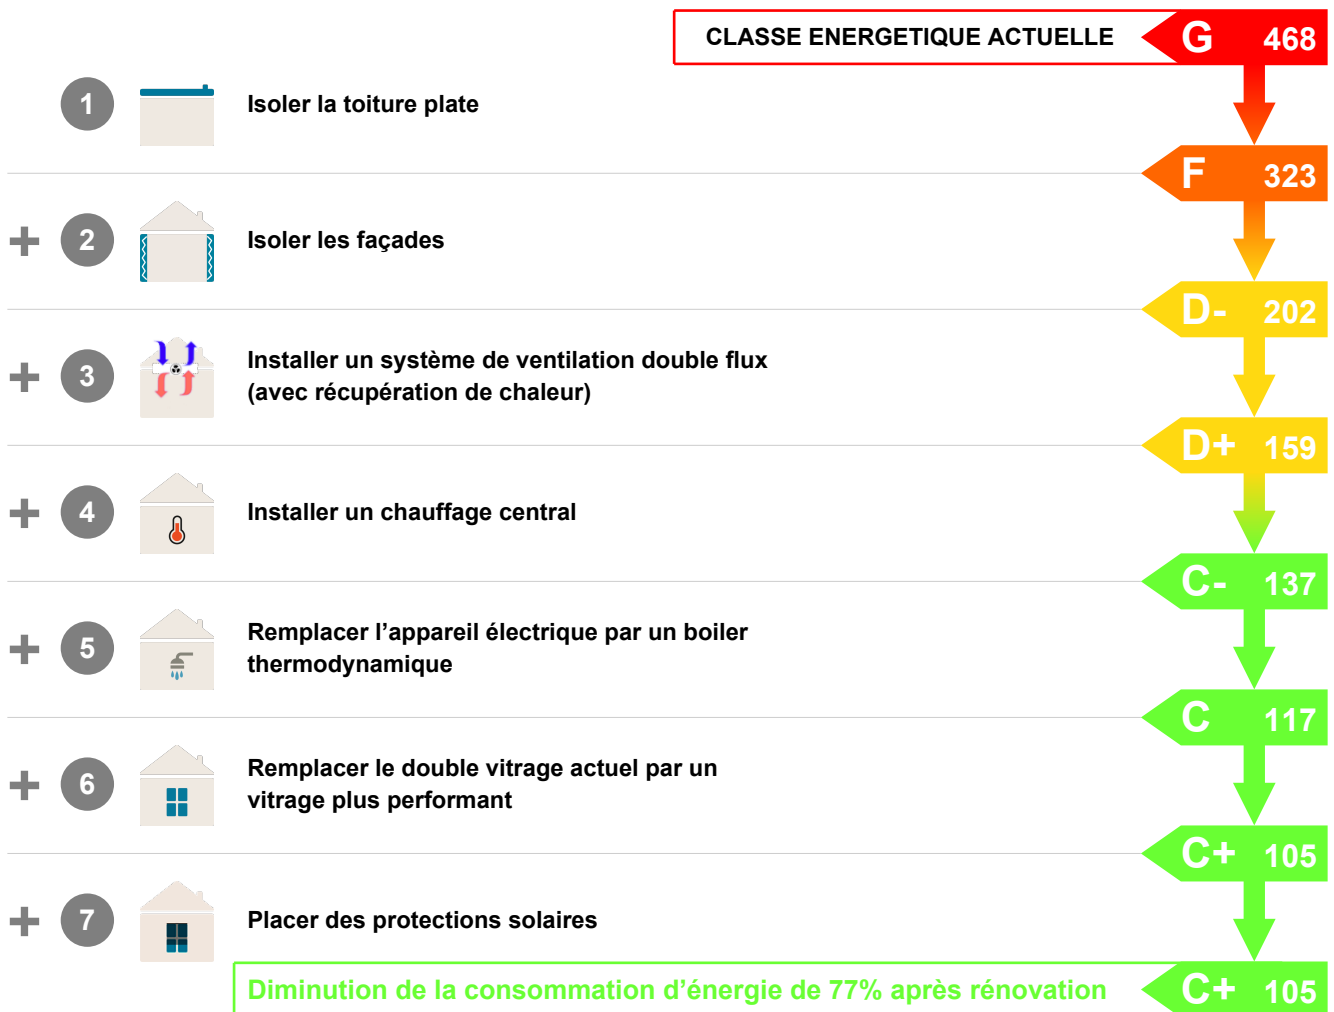 CLASSE ENERGETIQUE ACTUELLE G 468
1 Isoler la toiture plate
F 323
+ 2 Isoler les façades
D- 202
+ 3 Installer un système de ventilation double flux
(avec récupération de chaleur)
D+ 159
+ 4 Installer un chauffage central
C- 137
+ 5 Remplacer l’appareil électrique par un boiler
thermodynamique
C 117
+ 6 Remplacer le double vitrage actuel par un
vitrage plus performant
C+ 105
+ 7 Placer des protections solaires
Diminution de la consommation d’énergie de 77% après rénovation C+ 105